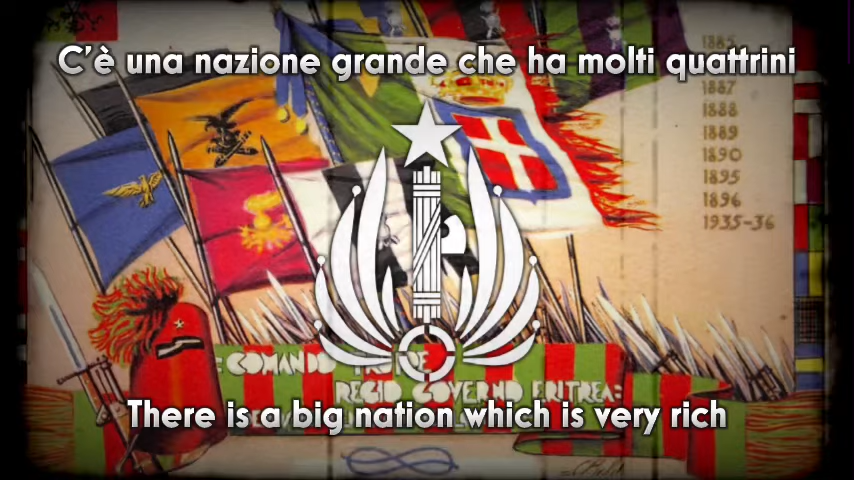 C'è una nazione grande che ha molti quattrini
1885
1887
1888
1889
1890
1895
1896
1935-36
COMANDO
REGIO GOVERNO ERITREA
There is a big nation which is very rich